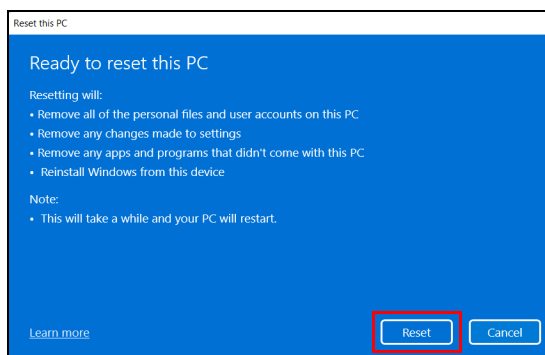 Reset this PC
Ready to reset this PC
Resetting will:
• Remove all of the personal files and user accounts on this PC
• Remove any changes made to settings
• Remove any apps and programs that didn't come with this PC
• Reinstall Windows from this device
Note:
• This will take a while and your PC will restart.
Learn more
Reset
Cancel